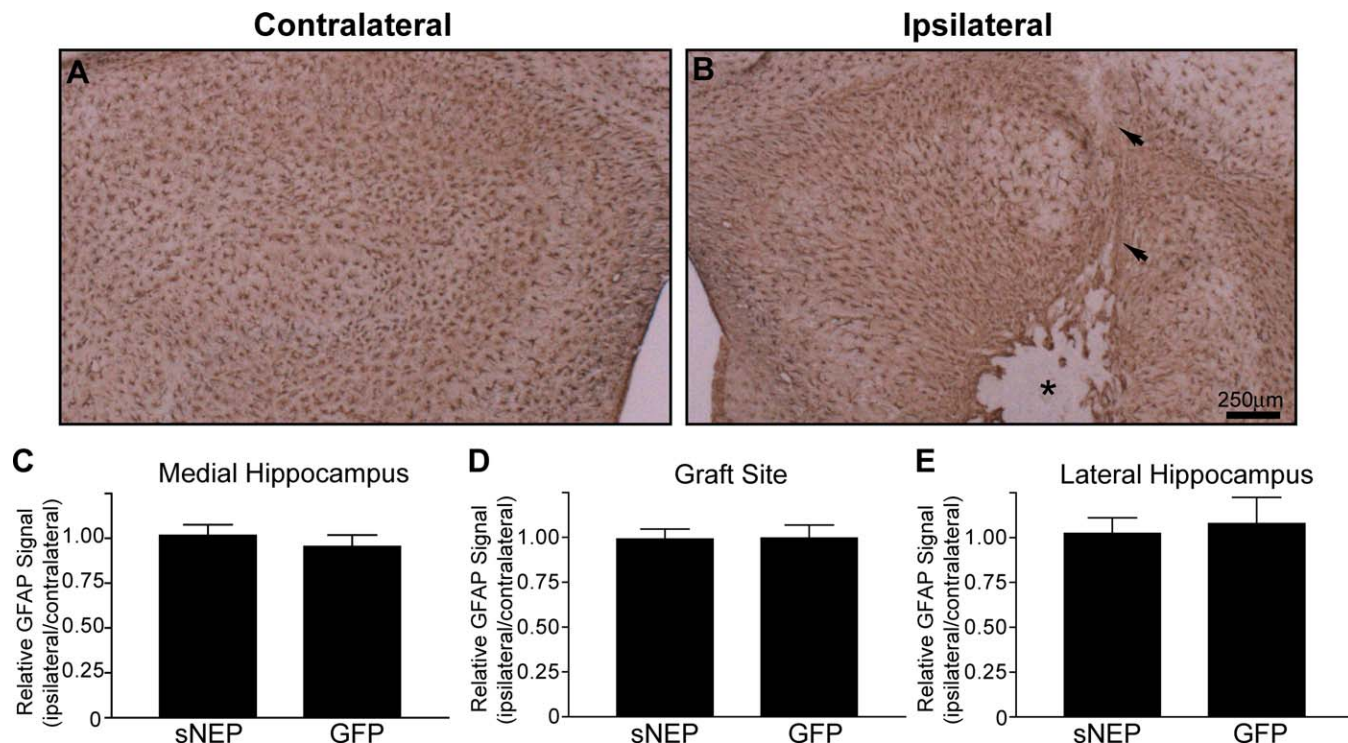 Contralateral
Ipsilateral
A
B
*
250µm
C
Medial Hippocampus
Relative GFAP Signal
(ipsilateral/contralateral)
1.00
0.75
0.50
0.25
0
sNEP
GFP
D
Graft Site
Relative GFAP Signal
(ipsilateral/contralateral)
1.00
0.75
0.50
0.25
0
sNEP
GFP
E
Lateral Hippocampus
Relative GFAP Signal
(ipsilateral/contralateral)
1.00
0.75
0.50
0.25
0
sNEP
GFP